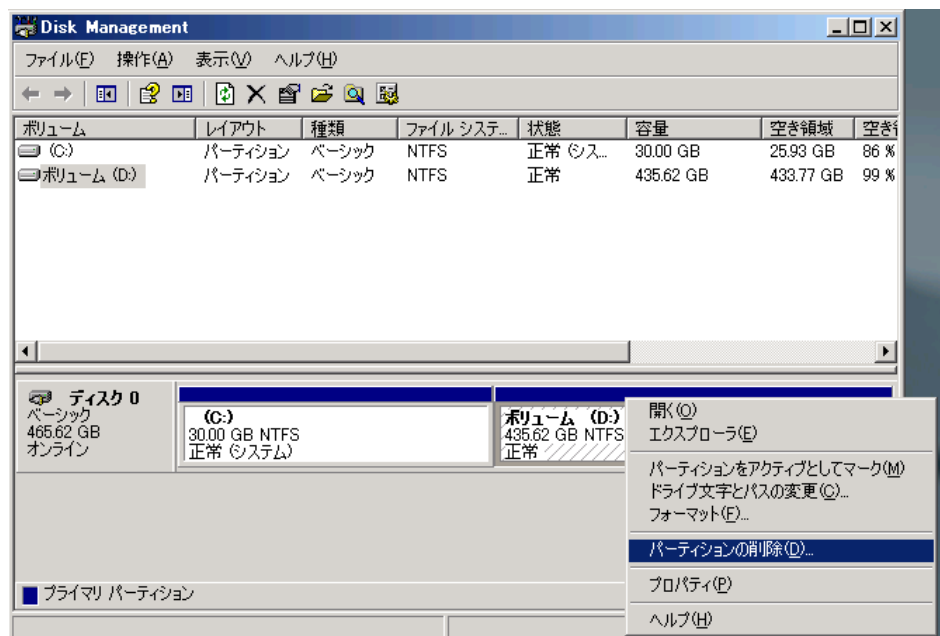 Disk Management
ファイル(F) 操作(A) 表示(V) ヘルプ(H)
ボリューム レイアウト 種類 ファイル システ... 状態 容量 空き領域 空き
(C:) パーティション ベーシック NTFS 正常 (シス... 30.00 GB 25.93 GB 86 %
ボリューム (D:) パーティション ベーシック NTFS 正常 435.62 GB 433.77 GB 99 %
ディスク 0
ベーシック
465.62 GB
オンライン
(C:)
30.00 GB NTFS
正常 (システム)
ボリューム (D:)
435.62 GB NTFS
正常
開く(O)
エクスプローラ(E)
パーティションをアクティブとしてマーク(M)
ドライブ文字とパスの変更(C)...
フォーマット(F)...
パーティションの削除(D)...
プロパティ(P)
ヘルプ(H)
プライマリ パーティション